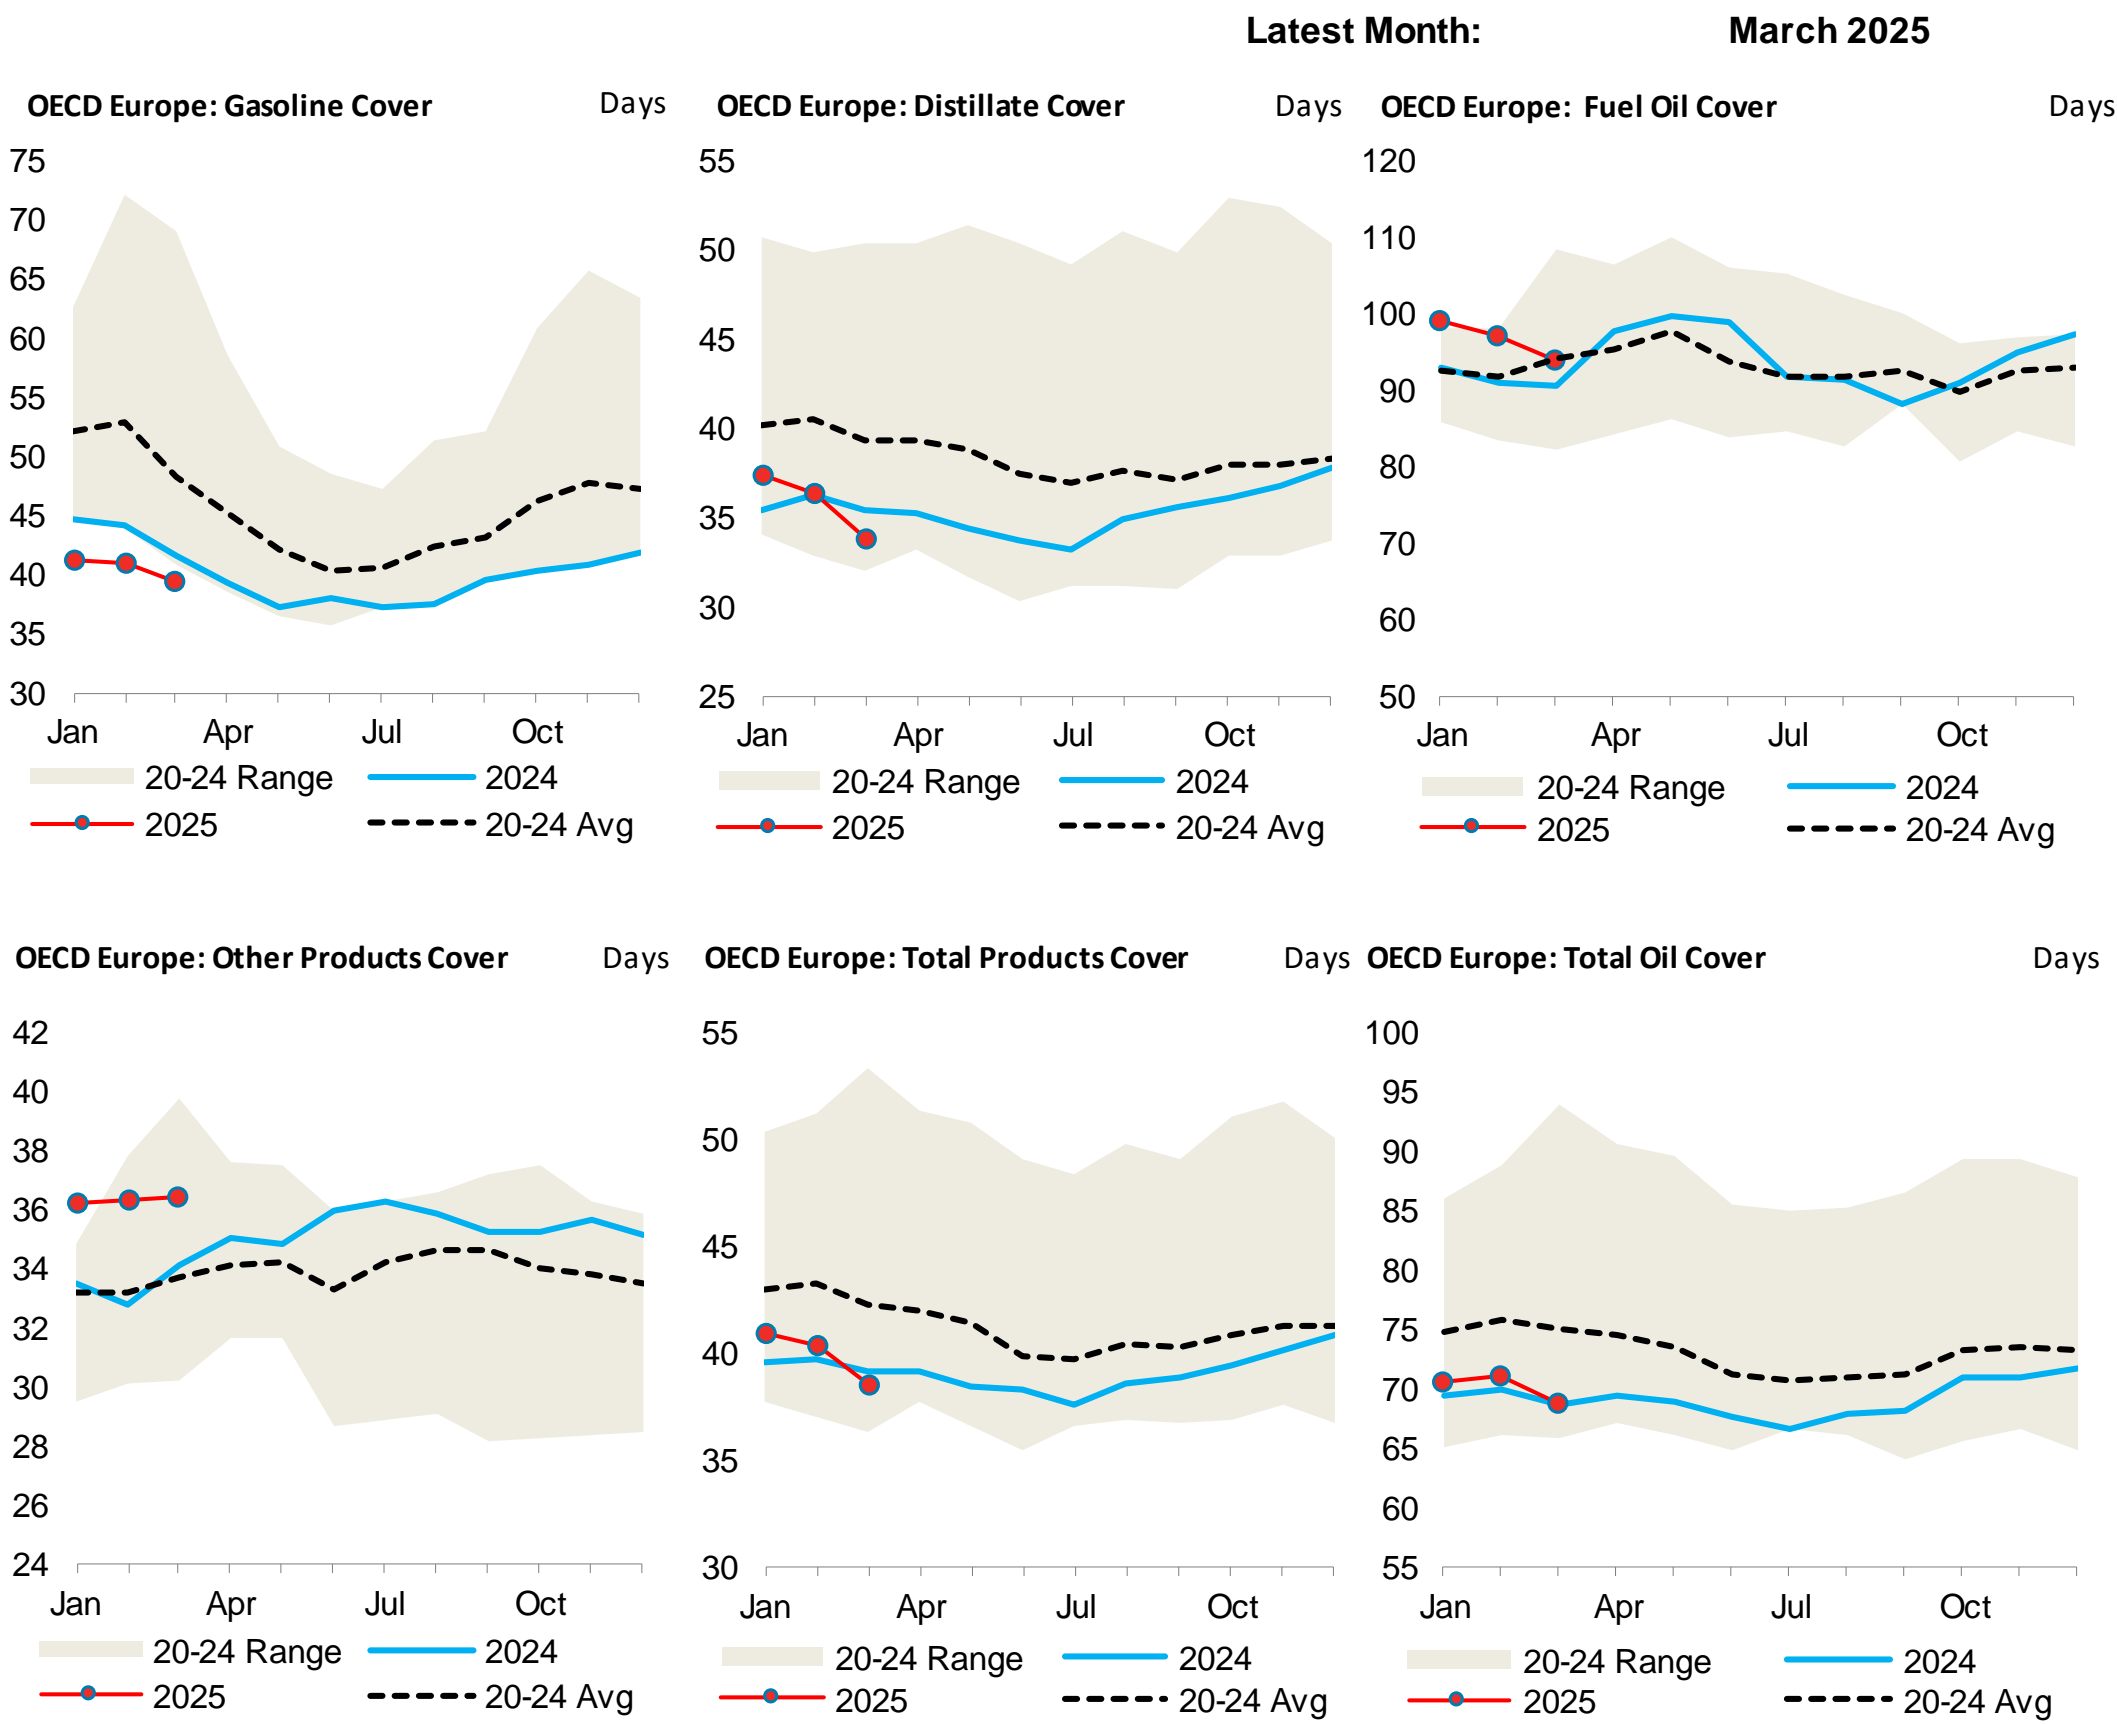 Latest Month: March 2025
OECD Europe: Gasoline Cover Days
75
70
65
60
55
50
45
40
35
30
Jan Apr Jul Oct
20-24 Range 2024
2025 20-24 Avg
OECD Europe: Distillate Cover Days
55
50
45
40
35
30
25
Jan Apr Jul Oct
20-24 Range 2024
2025 20-24 Avg
OECD Europe: Fuel Oil Cover Days
120
110
100
90
80
70
60
50
Jan Apr Jul Oct
20-24 Range 2024
2025 20-24 Avg
OECD Europe: Other Products Cover Days
42
40
38
36
34
32
30
28
26
24
Jan Apr Jul Oct
20-24 Range 2024
2025 20-24 Avg
OECD Europe: Total Products Cover Days
55
50
45
40
35
30
Jan Apr Jul Oct
20-24 Range 2024
2025 20-24 Avg
OECD Europe: Total Oil Cover Days
100
95
90
85
80
75
70
65
60
55
Jan Apr Jul Oct
20-24 Range 2024
2025 20-24 Avg